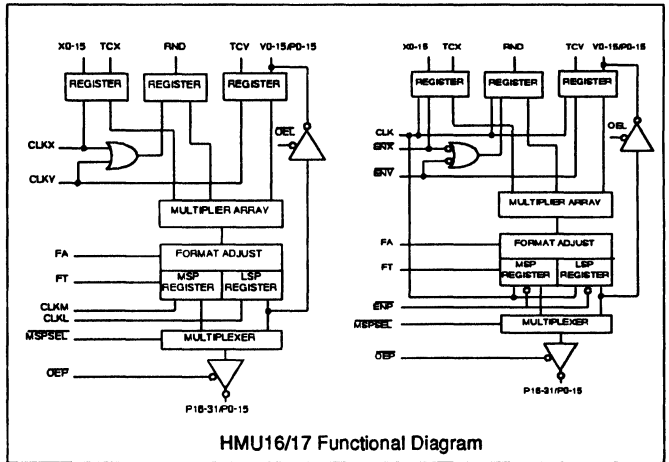 X0-15 TCX RND TCY Y0-15/P0-15
REGISTER REGISTER REGISTER
OEL
CLKX
CLKY
MULTIPLIER ARRAY
FA
FORMAT ADJUST
FT
MSP REGISTER
LSP REGISTER
CLKM
CLKL
MSPSEL
MULTIPLEXER
OEP
P16-31/P0-15
X0-15 TCX RND TCY Y0-15/P0-15
REGISTER REGISTER REGISTER
CLK
OEL
ENX
ENY
MULTIPLIER ARRAY
FA
FORMAT ADJUST
FT
MSP REGISTER
LSP REGISTER
ENP
MSPSEL
MULTIPLEXER
OEP
P16-31/P0-15
HMU16/17 Functional Diagram